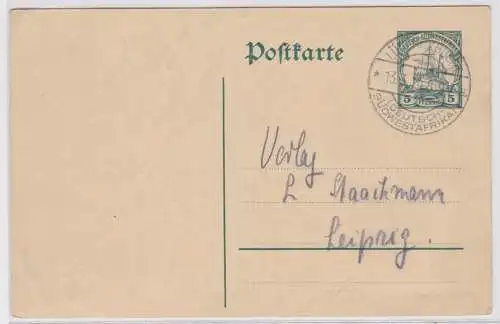 Postkarte
5 5
DEUTSCH-
SÜDWESTAFRIKA
Verlag
L Staackmann
Leipzig.